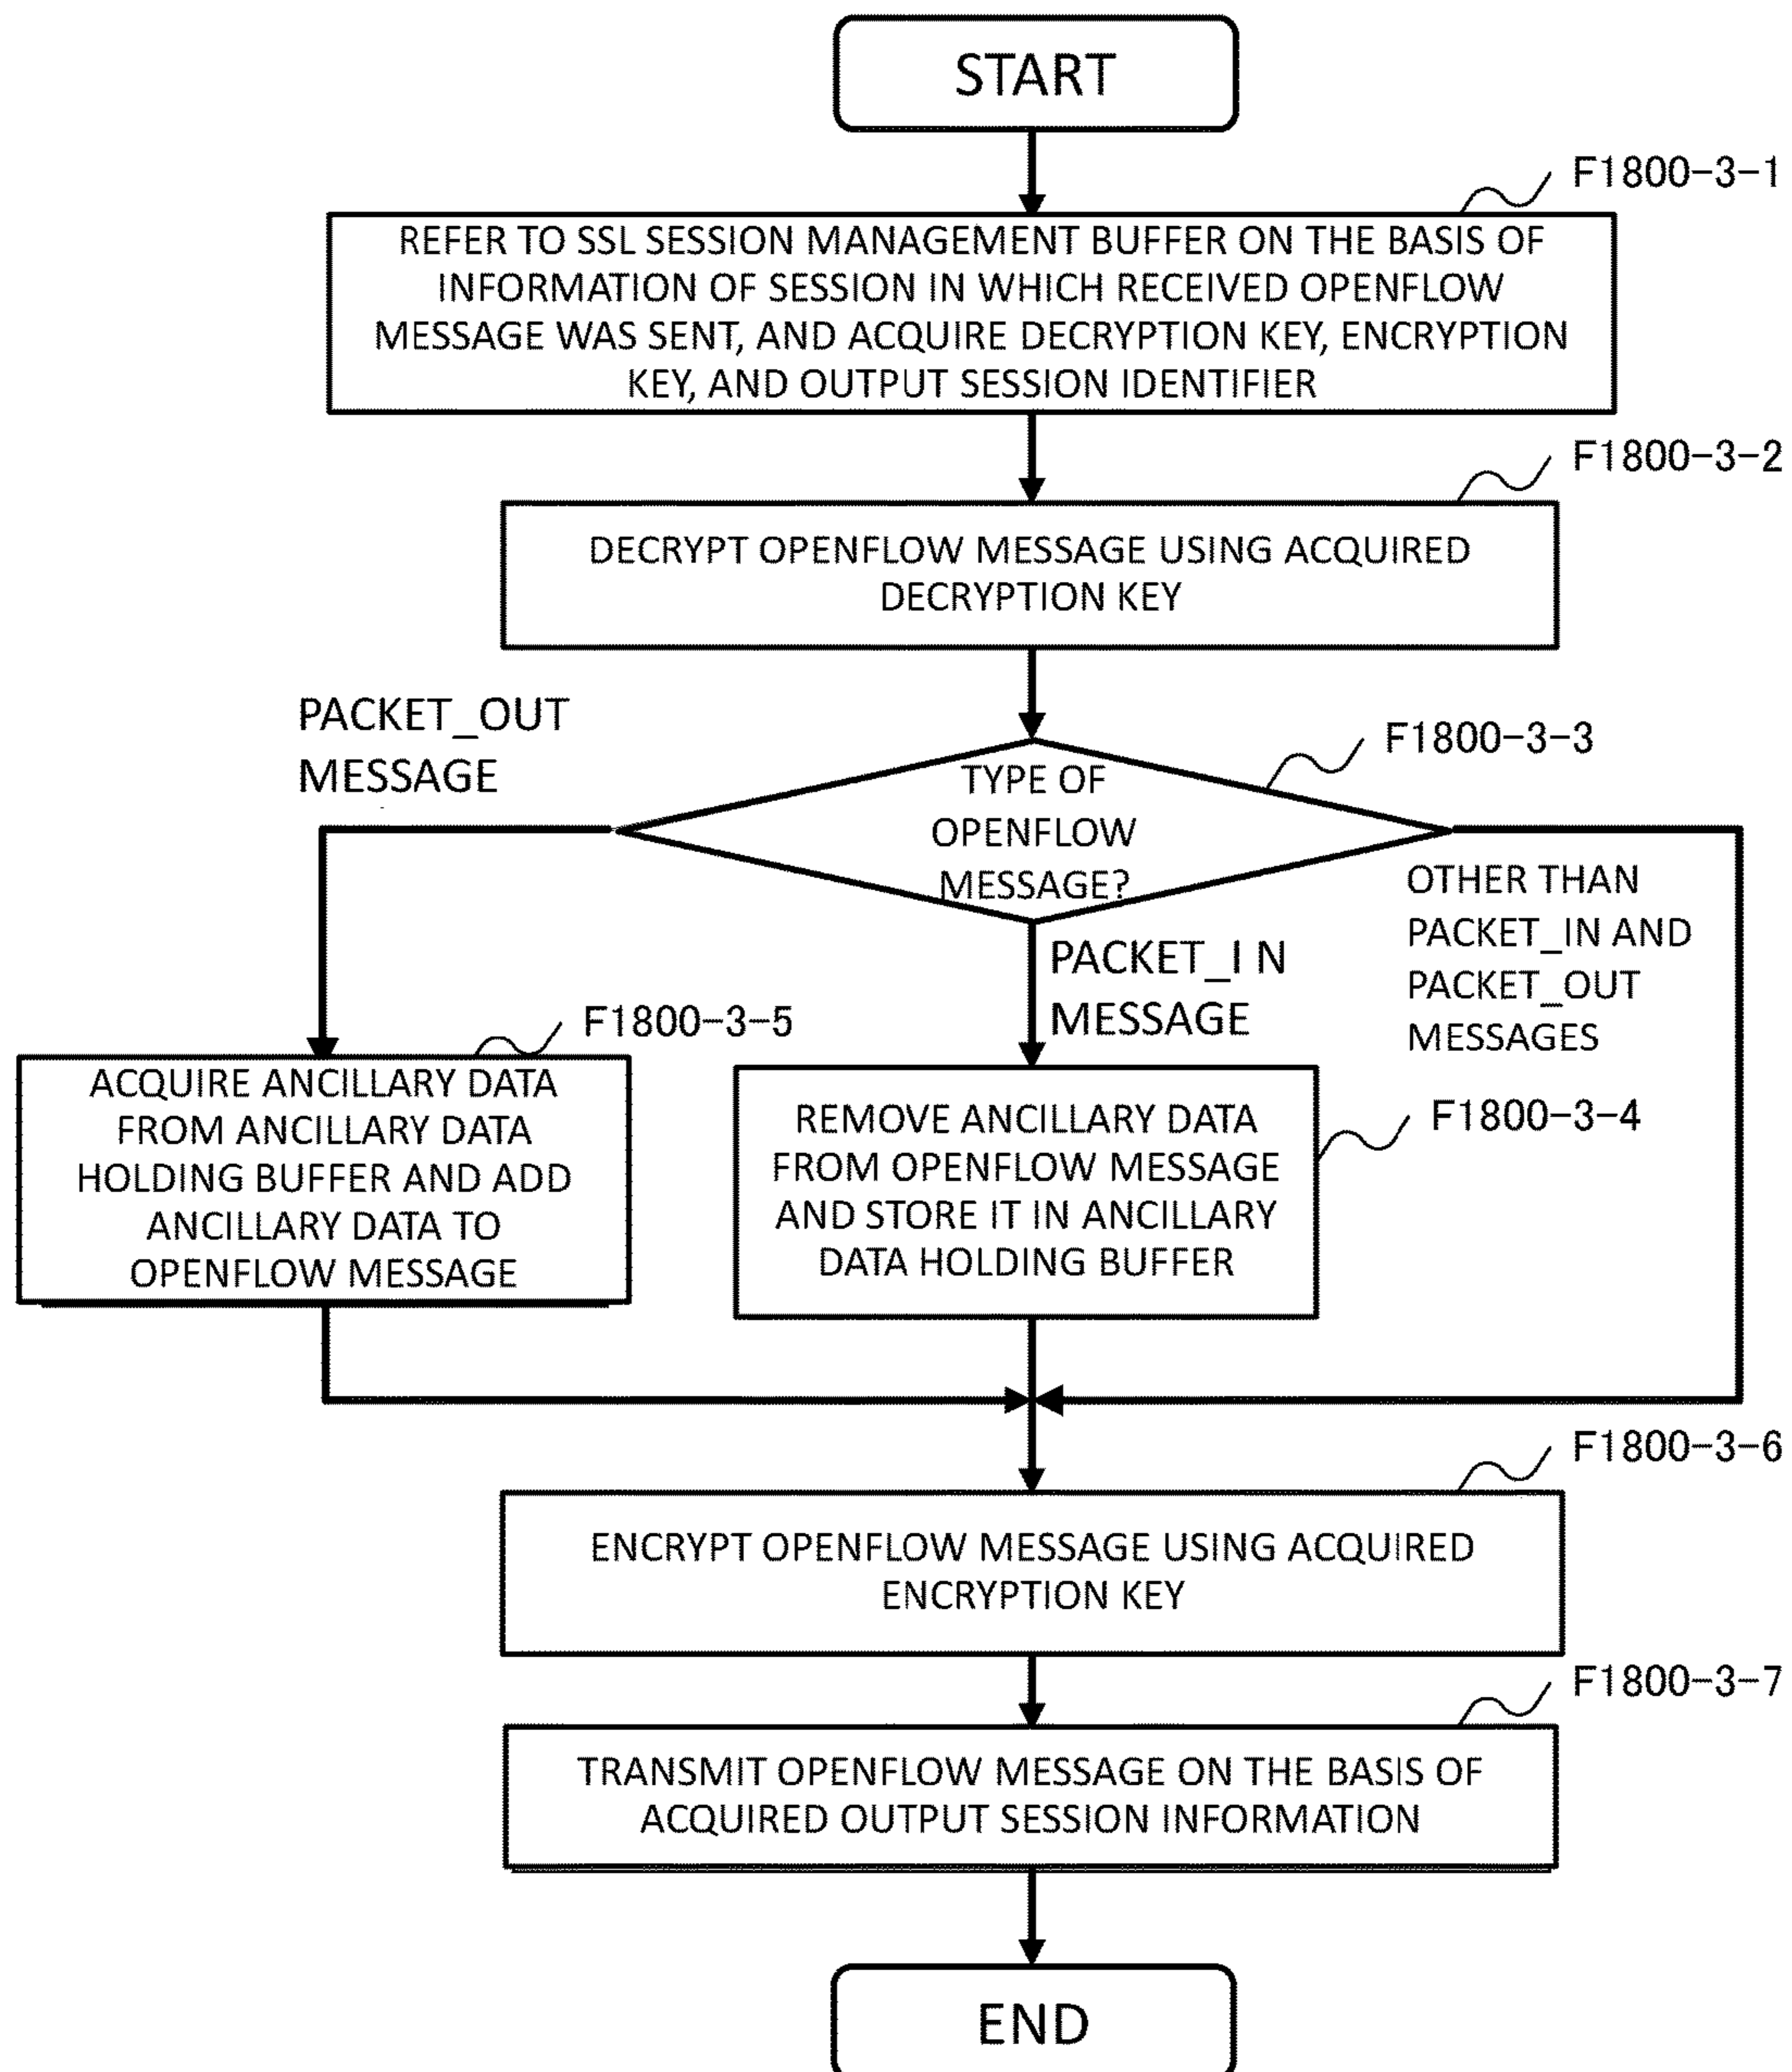 START
F1800-3-1
REFER TO SSL SESSION MANAGEMENT BUFFER ON THE BASIS OF
INFORMATION OF SESSION IN WHICH RECEIVED OPENFLOW
MESSAGE WAS SENT, AND ACQUIRE DECRYPTION KEY, ENCRYPTION
KEY, AND OUTPUT SESSION IDENTIFIER
F1800-3-2
DECRYPT OPENFLOW MESSAGE USING ACQUIRED
DECRYPTION KEY
PACKET_OUT
MESSAGE
F1800-3-3
TYPE OF
OPENFLOW
MESSAGE?
OTHER THAN
PACKET_IN AND
PACKET_OUT
MESSAGES
PACKET_I N
MESSAGE
F1800-3-5
ACQUIRE ANCILLARY DATA
FROM ANCILLARY DATA
HOLDING BUFFER AND ADD
ANCILLARY DATA TO
OPENFLOW MESSAGE
F1800-3-4
REMOVE ANCILLARY DATA
FROM OPENFLOW MESSAGE
AND STORE IT IN ANCILLARY
DATA HOLDING BUFFER
F1800-3-6
ENCRYPT OPENFLOW MESSAGE USING ACQUIRED
ENCRYPTION KEY
F1800-3-7
TRANSMIT OPENFLOW MESSAGE ON THE BASIS OF
ACQUIRED OUTPUT SESSION INFORMATION
END